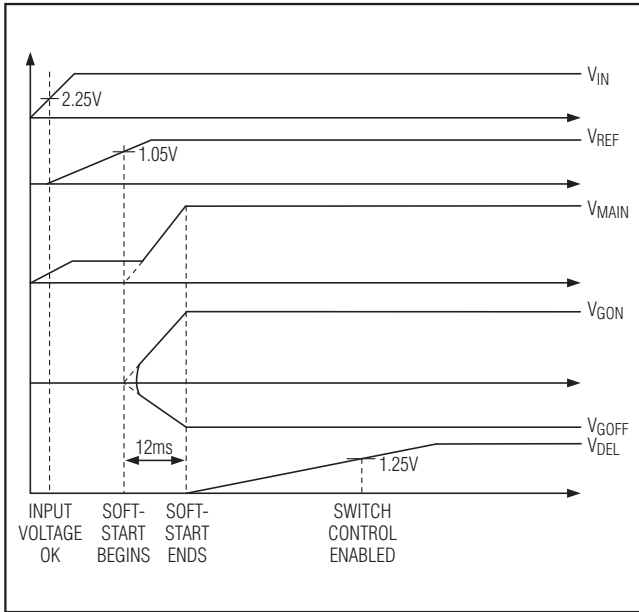 V_IN
2.25V
V_REF
1.05V
V_MAIN
V_GON
V_GOFF
12ms
V_DEL
1.25V
INPUT
VOLTAGE
OK
SOFT-
START
BEGINS
SOFT-
START
ENDS
SWITCH
CONTROL
ENABLED